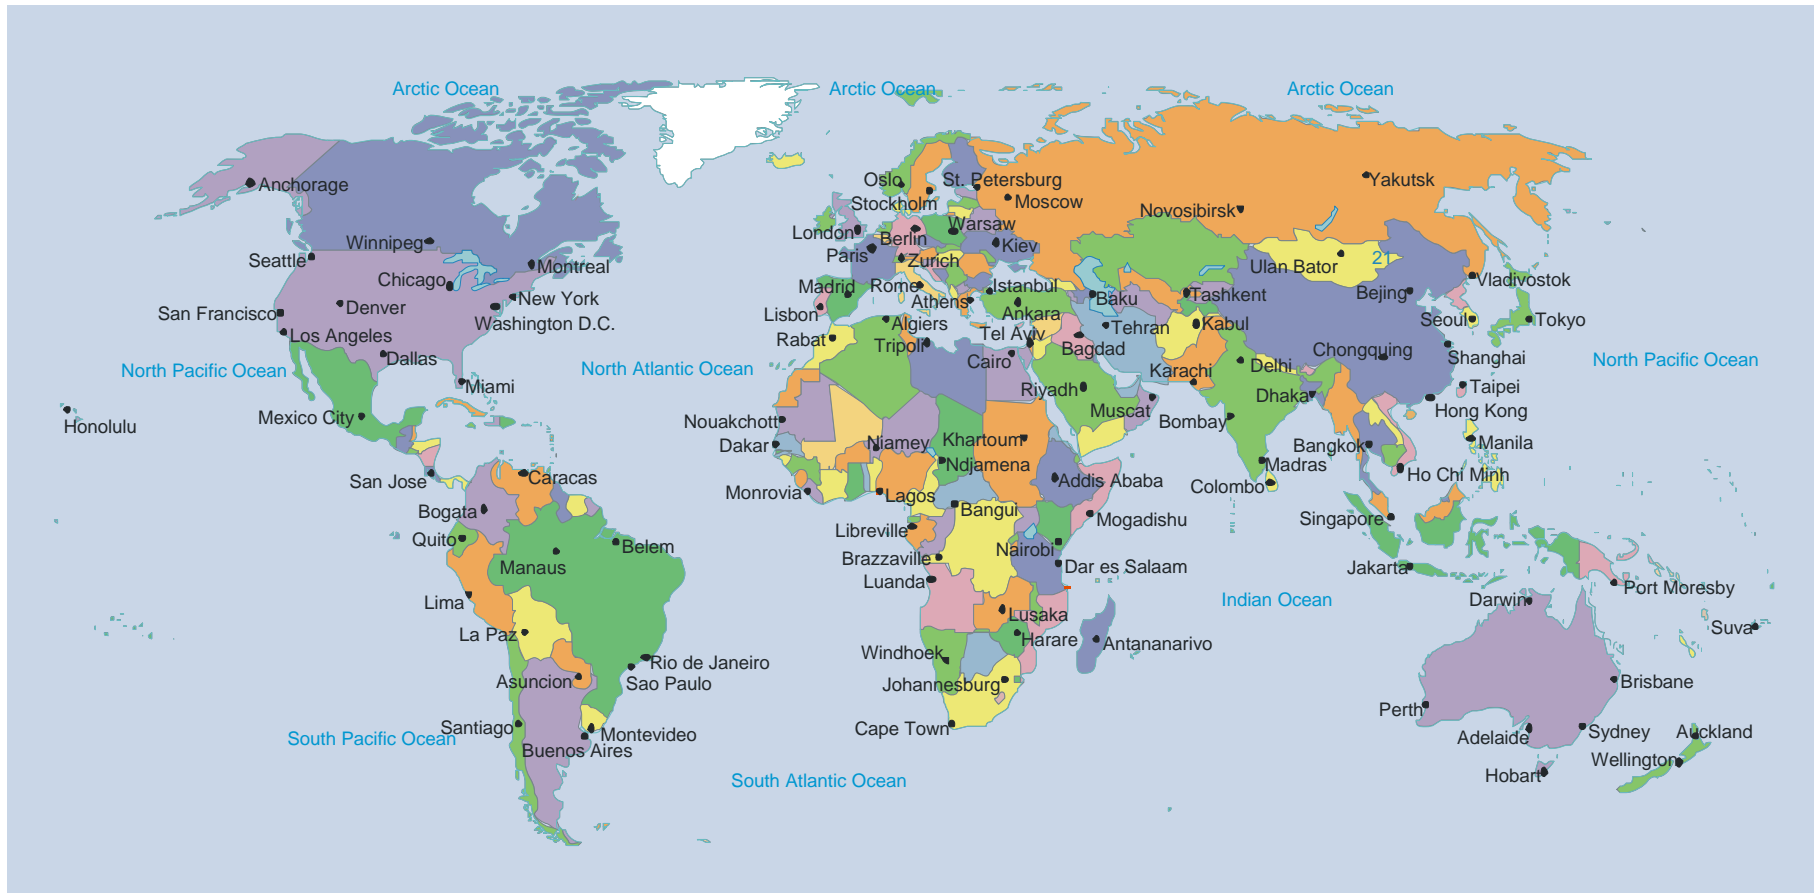 Arctic Ocean
Arctic Ocean
Arctic Ocean
Anchorage
Oslo
St. Petersburg
Yakutsk
Stockholm
Moscow
Novosibirsk
London
Warsaw
Berlin
Winnipeg
Paris
Kiev
Seattle
Montreal
Zurich
Ulan Bator
21
Chicago
Madrid
Rome
Istanbul
Vladivostok
Bejing
New York
Denver
Athens
Ankara
Baku
Tashkent
San Francisco
Washington D.C.
Lisbon
Algiers
Tel Aviv
Tehran
Kabul
Seoul
Tokyo
Los Angeles
Rabat
Tripoli
Bagdad
Dallas
Cairo
Chongquing
Shanghai
North Pacific Ocean
North Atlantic Ocean
Karachi
Delhi
North Pacific Ocean
Miami
Riyadh
Dhaka
Taipei
Honolulu
Mexico City
Nouakchott
Muscat
Bombay
Hong Kong
Dakar
Niamey
Khartoum
Bangkok
Manila
San Jose
Caracas
Ndjamena
Addis Ababa
Madras
Ho Chi Minh
Monrovia
Lagos
Colombo
Bogata
Bangui
Mogadishu
Singapore
Quito
Belem
Libreville
Nairobi
Manaus
Brazzaville
Dar es Salaam
Jakarta
Luanda
Port Moresby
Lima
Indian Ocean
Darwin
La Paz
Lusaka
Suva
Harare
Antananarivo
Windhoek
Rio de Janeiro
Asuncion
Sao Paulo
Johannesburg
Brisbane
Perth
Santiago
Montevideo
Cape Town
South Pacific Ocean
Buenos Aires
Adelaide
Sydney
Auckland
Wellington
South Atlantic Ocean
Hobart